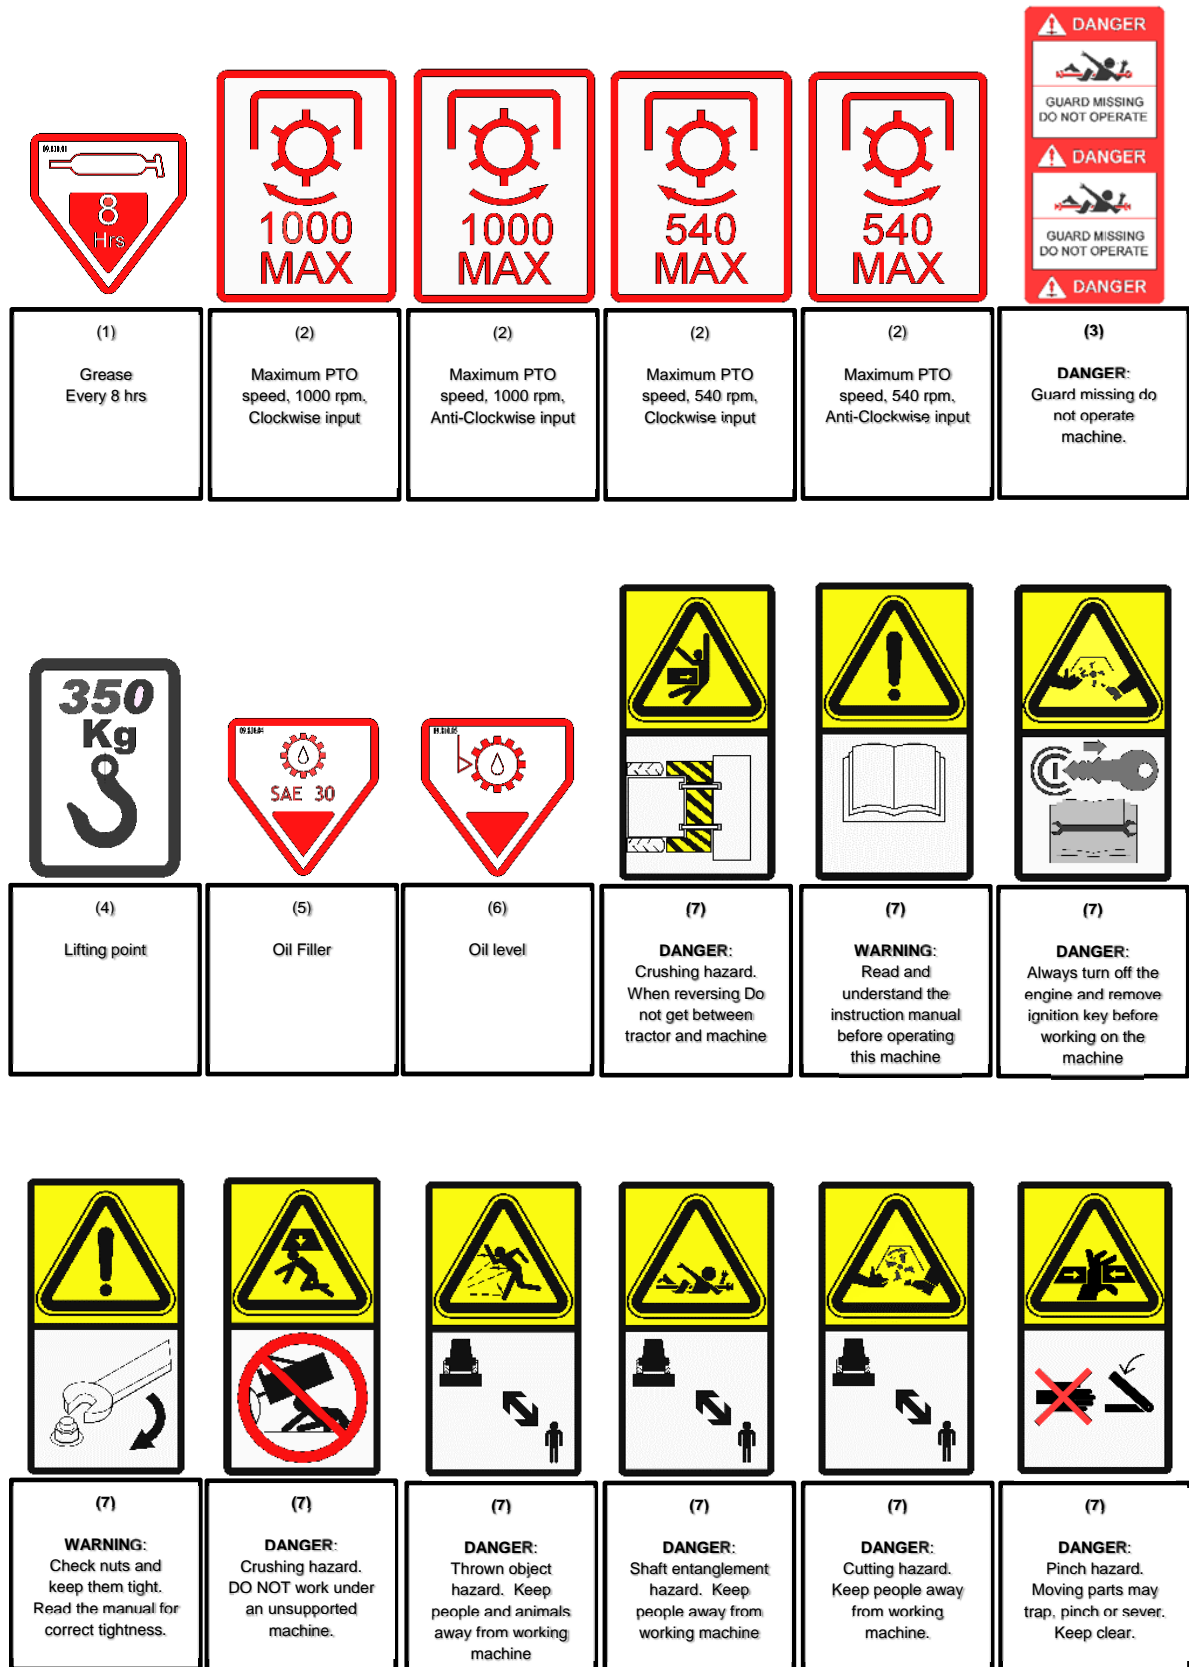 09.810.01
8
Hrs
1000
MAX
1000
MAX
540
MAX
540
MAX
DANGER
GUARD MISSING
DO NOT OPERATE
DANGER
GUARD MISSING
DO NOT OPERATE
DANGER
(1)
Grease
Every 8 hrs
(2)
Maximum PTO
speed, 1000 rpm,
Clockwise input
(2)
Maximum PTO
speed, 1000 rpm,
Anti-Clockwise input
(2)
Maximum PTO
speed, 540 rpm,
Clockwise input
(2)
Maximum PTO
speed, 540 rpm,
Anti-Clockwise input
(3)
DANGER:
Guard missing do
not operate
machine.
350
Kg
SAE 30
(4)
Lifting point
(5)
Oil Filler
(6)
Oil level
(7)
DANGER:
Crushing hazard.
When reversing Do
not get between
tractor and machine
(7)
WARNING:
Read and
understand the
instruction manual
before operating
this machine
(7)
DANGER:
Always turn off the
engine and remove
ignition key before
working on the
machine
(7)
WARNING:
Check nuts and
keep them tight.
Read the manual for
correct tightness.
(7)
DANGER:
Crushing hazard.
DO NOT work under
an unsupported
machine.
(7)
DANGER:
Thrown object
hazard. Keep
people and animals
away from working
machine
(7)
DANGER:
Shaft entanglement
hazard. Keep
people away from
working machine
(7)
DANGER:
Cutting hazard.
Keep people away
from working
machine.
(7)
DANGER:
Pinch hazard.
Moving parts may
trap, pinch or sever.
Keep clear.